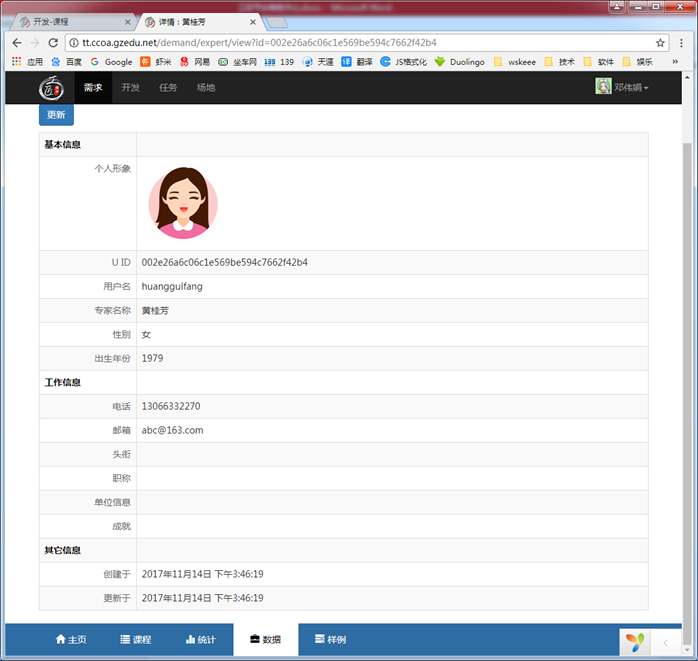 开发-课程
详情：黄桂芳
tt.ccoa.gzedu.net/demand/expert/view?id=002e26a6c06c1e569be594c7662f42b4
应用 百度 Google 虾米 网易 坐车网 139 天涯 翻译 JS格式化 Duolingo wskeee 技术 软件 娱乐 »
需求 开发 任务 场地 邓伟娟
更新
基本信息
个人形象
U ID 002e26a6c06c1e569be594c7662f42b4
用户名 huangguifang
专家名称 黄桂芳
性别 女
出生年份 1979
工作信息
电话 13066332270
邮箱 abc@163.com
头衔
职称
单位信息
成就
其它信息
创建于 2017年11月14日 下午3:46:19
更新于 2017年11月14日 下午3:46:19
主页 课程 统计 数据 样例